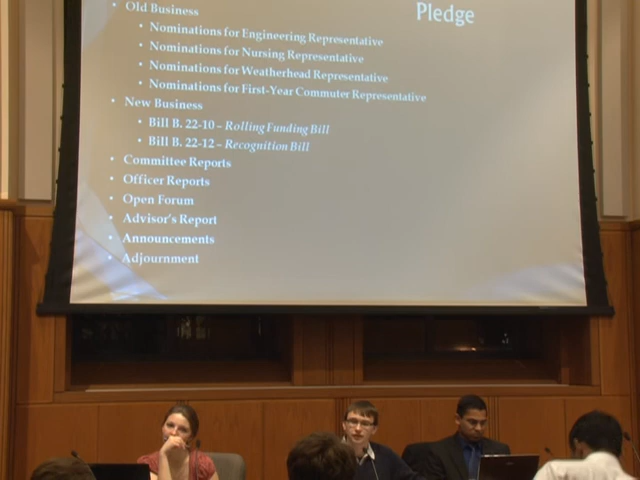 Pledge
• Old Business
• Nominations for Engineering Representative
• Nominations for Nursing Representative
• Nominations for Weatherhead Representative
• Nominations for First-Year Commuter Representative
• New Business
• Bill B. 22-10 – Rolling Funding Bill
• Bill B. 22-12 – Recognition Bill
• Committee Reports
• Officer Reports
• Open Forum
• Advisor's Report
• Announcements
• Adjournment